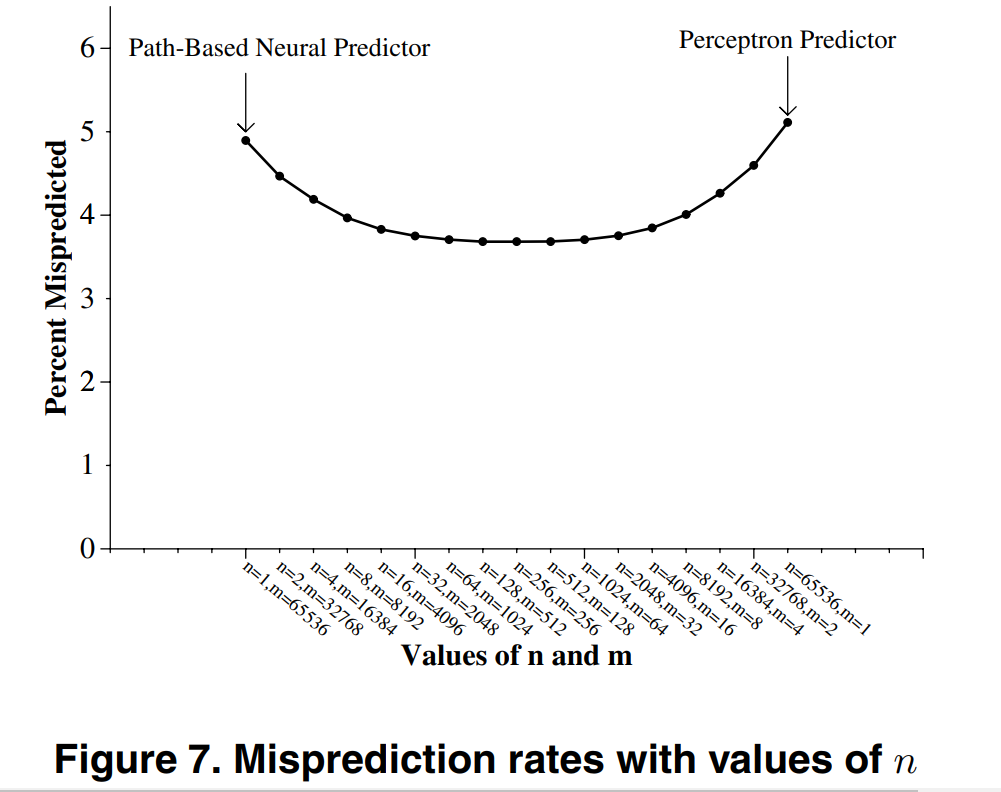 Path-Based Neural Predictor
Perceptron Predictor
Percent Mispredicted
6
5
4
3
2
1
0
n=1,m=65536
n=2,m=32768
n=4,m=16384
n=8,m=8192
n=16,m=4096
n=32,m=2048
n=64,m=1024
n=128,m=512
n=256,m=256
n=512,m=128
n=1024,m=64
n=2048,m=32
n=4096,m=16
n=8192,m=8
n=16384,m=4
n=32768,m=2
n=65536,m=1
Values of n and m
Figure 7. Misprediction rates with values of n